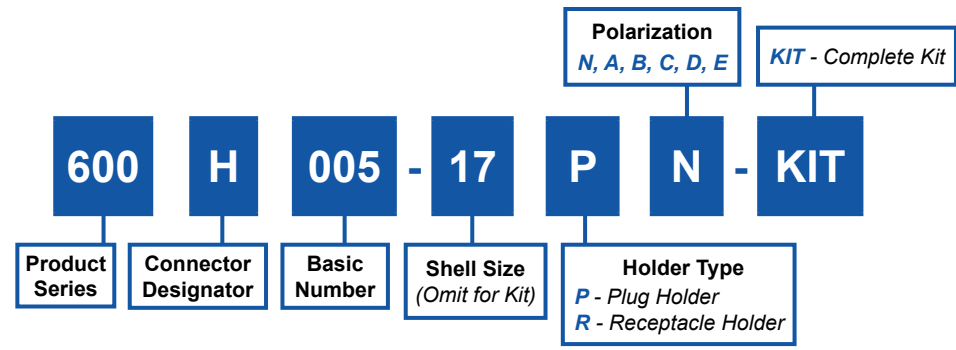 Polarization
N, A, B, C, D, E
KIT - Complete Kit
600 H 005 - 17 P N - KIT
Product
Series
Connector
Designator
Basic
Number
Shell Size
(Omit for Kit)
Holder Type
P - Plug Holder
R - Receptacle Holder